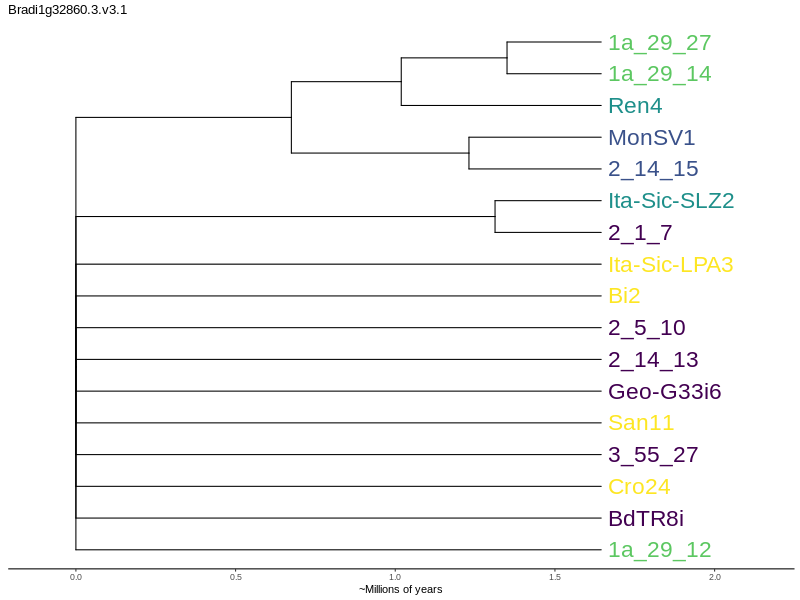 Bradi1g32860.3.v3.1
1a_29_27
1a_29_14
Ren4
MonSV1
2_14_15
Ita-Sic-SLZ2
2_1_7
Ita-Sic-LPA3
Bi2
2_5_10
2_14_13
Geo-G33i6
San11
3_55_27
Cro24
BdTR8i
1a_29_12
0.0 0.5 1.0 1.5 2.0
~Millions of years